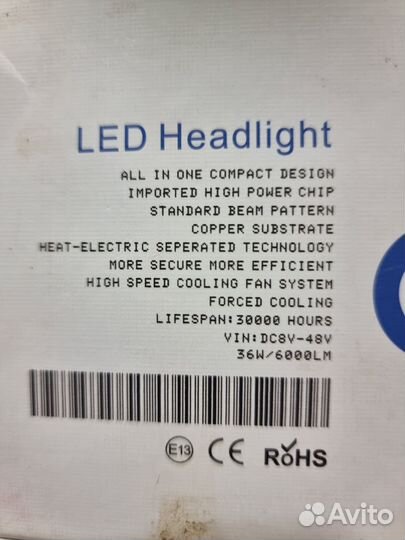 LED Headlight
ALL IN ONE COMPACT DESIGN
IMPORTED HIGH POWER CHIP
STANDARD BEAM PATTERN
COPPER SUBSTRATE
HEAT-ELECTRIC SEPERATED TECHNOLOGY
MORE SECURE MORE EFFICIENT
HIGH SPEED COOLING FAN SYSTEM
FORCED COOLING
LIFESPAN:30000 HOURS
VIN:DC8V-48V
36W/6000LM
E13 CE RoHS
Avito